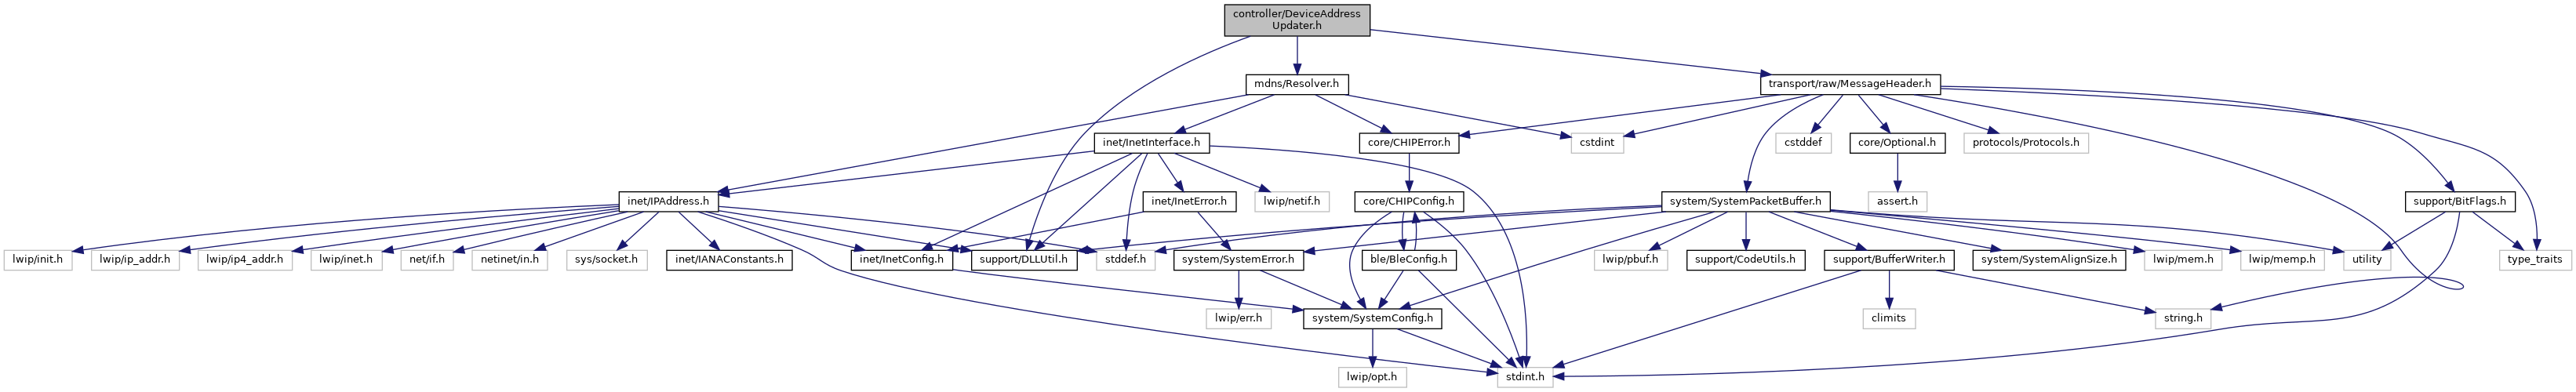 controller/DeviceAddress
Updater.h
mdns/Resolver.h
transport/raw/MessageHeader.h
inet/InetInterface.h
core/CHIPError.h
cstdint
cstddef
core/Optional.h
protocols/Protocols.h
inet/IPAddress.h
inet/InetError.h
lwip/netif.h
core/CHIPConfig.h
system/SystemPacketBuffer.h
assert.h
support/BitFlags.h
lwip/init.h
lwip/ip_addr.h
lwip/ip4_addr.h
lwip/inet.h
net/if.h
netinet/in.h
sys/socket.h
inet/IANAConstants.h
inet/InetConfig.h
support/DLLUtil.h
stddef.h
system/SystemError.h
ble/BleConfig.h
lwip/pbuf.h
support/CodeUtils.h
support/BufferWriter.h
system/SystemAlignSize.h
lwip/mem.h
lwip/memp.h
utility
type_traits
lwip/err.h
system/SystemConfig.h
climits
string.h
lwip/opt.h
stdint.h